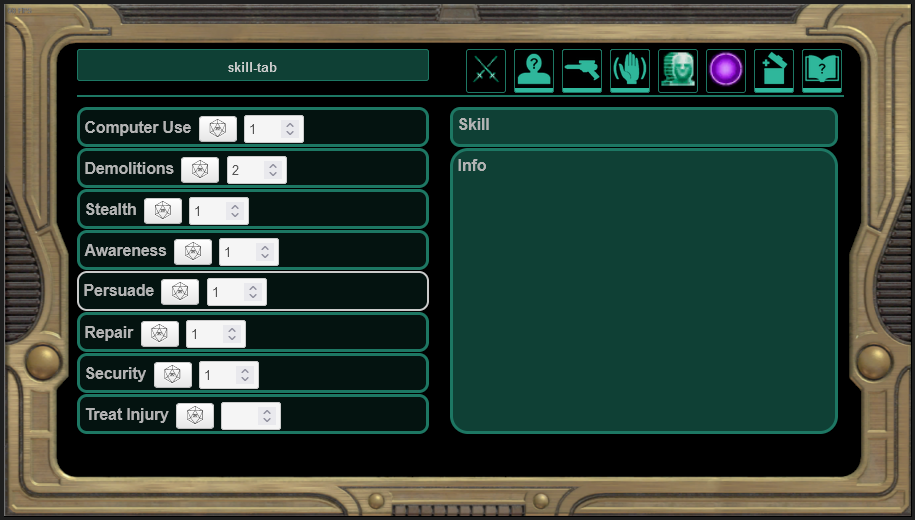 skill-tab
Computer Use 1
Demolitions 2
Stealth 1
Awareness 1
Persuade 1
Repair 1
Security 1
Treat Injury
Skill
Info
?
?